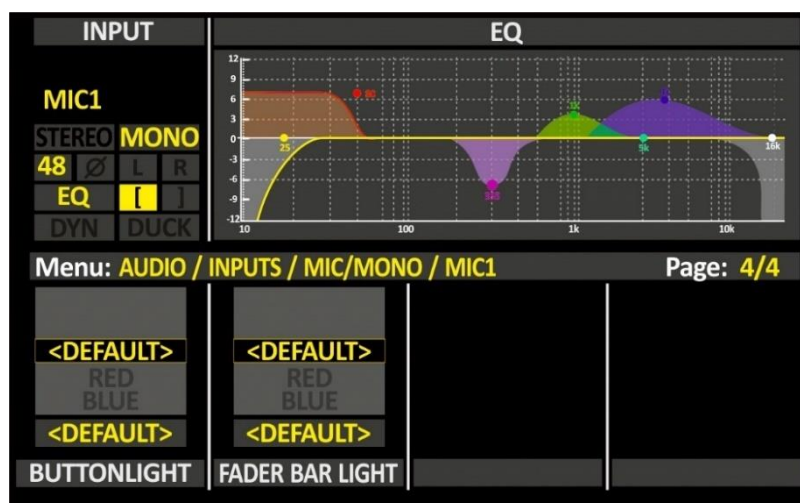 INPUT
EQ
MIC1
STEREO MONO
48 Ø L R
EQ [ ]
DYN DUCK
12
9
6
3
0
-3
-6
-9
-12
10 100 1k 10k
80
25
325
1K
5k
16k
Menu: AUDIO / INPUTS / MIC/MONO / MIC1
Page: 4/4
<DEFAULT>
RED
BLUE
<DEFAULT>
BUTTONLIGHT
<DEFAULT>
RED
BLUE
<DEFAULT>
FADER BAR LIGHT